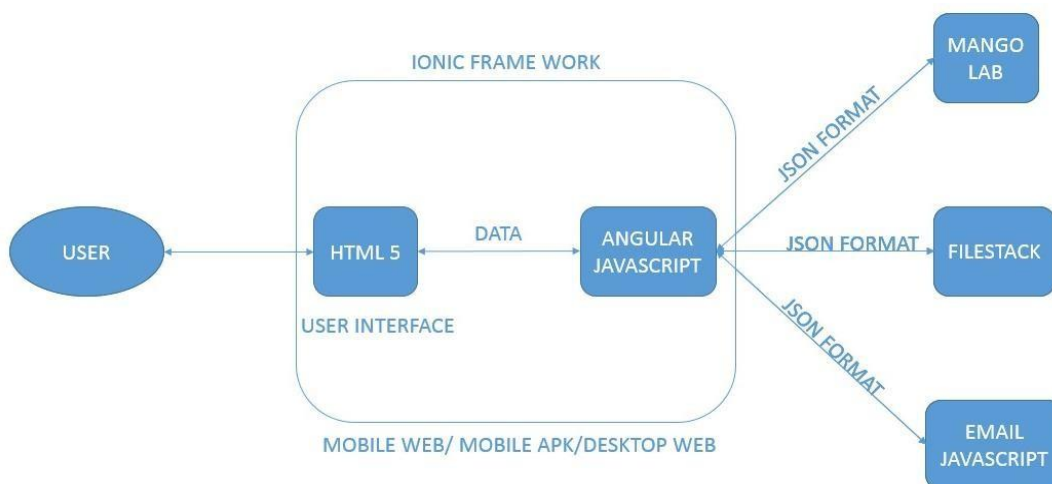 IONIC FRAME WORK
MANGO
LAB
JSON FORMAT
USER
HTML 5
DATA
ANGULAR
JAVASCRIPT
JSON FORMAT
FILESTACK
USER INTERFACE
JSON FORMAT
EMAIL
JAVASCRIPT
MOBILE WEB/ MOBILE APK/DESKTOP WEB